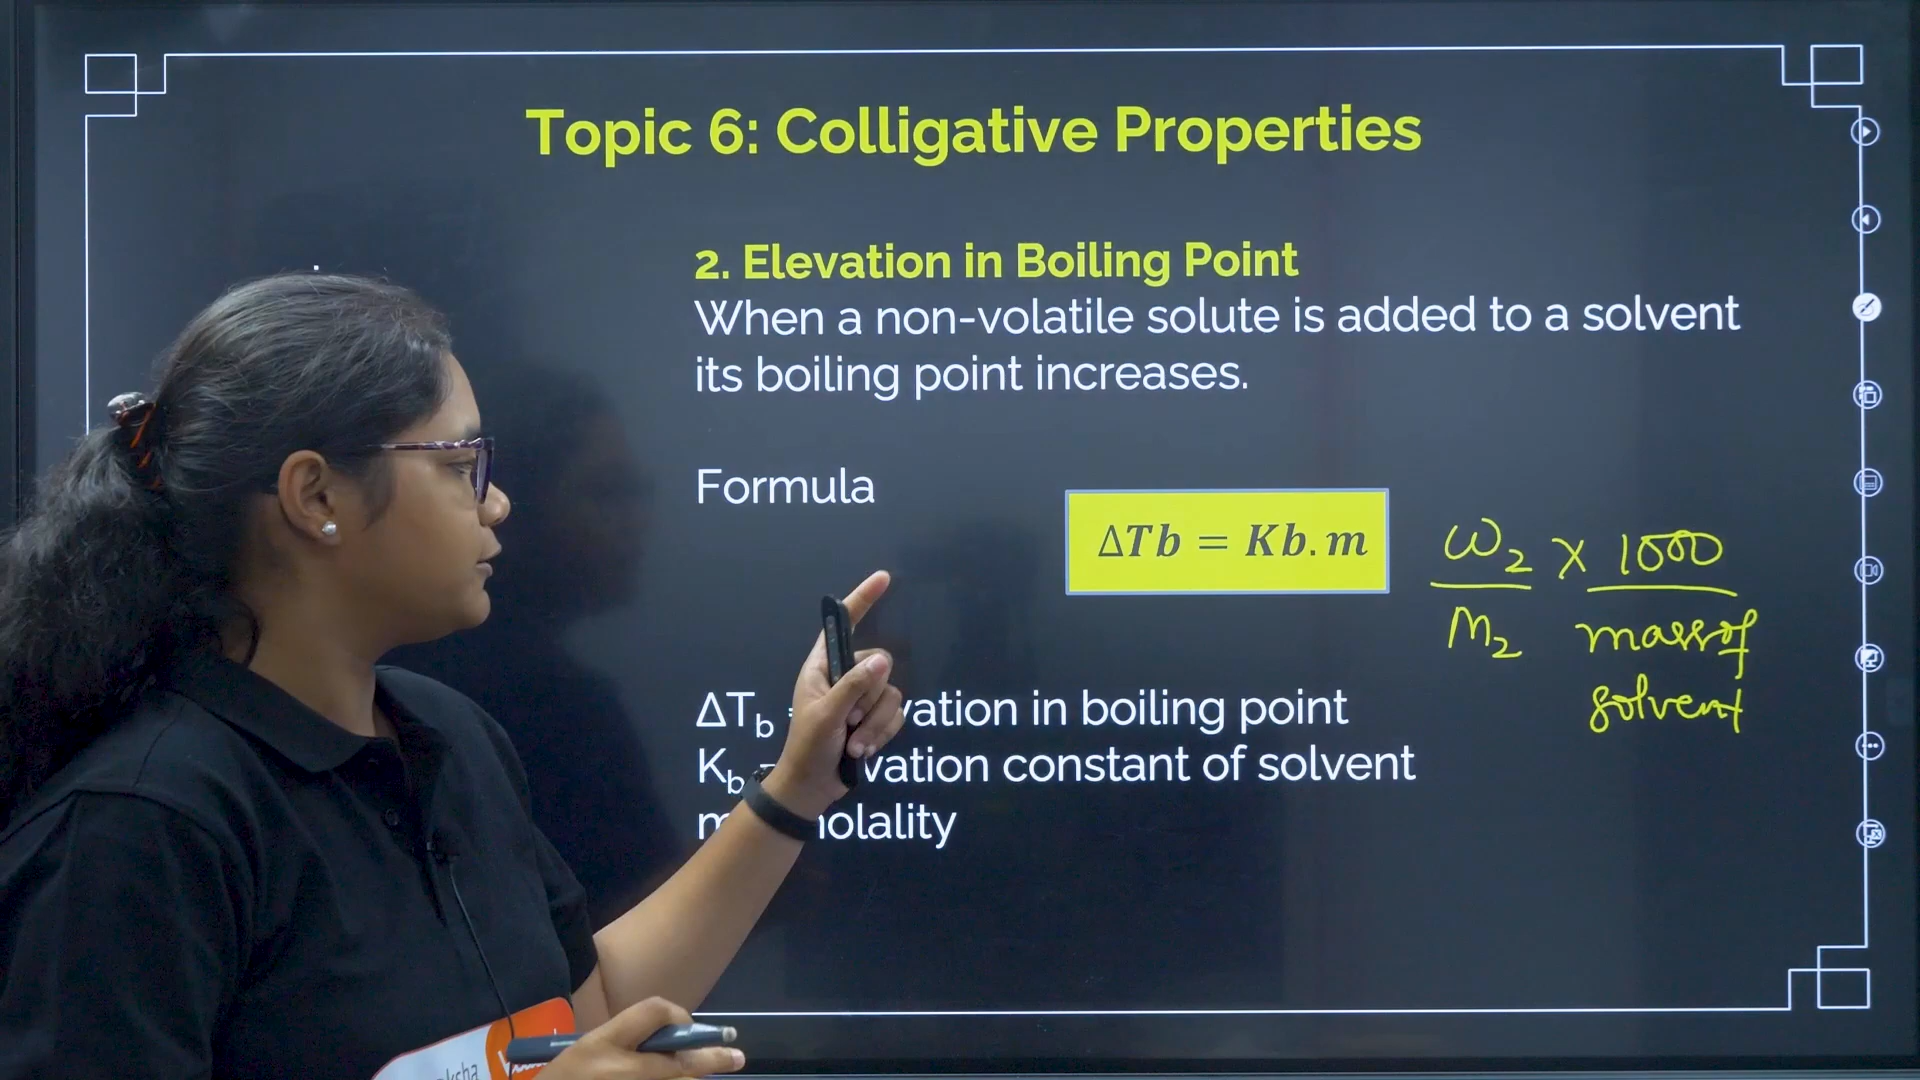 Topic 6: Colligative Properties
2. Elevation in Boiling Point
When a non-volatile solute is added to a solvent
its boiling point increases.
Formula
ΔTb = Kb.m
ω₂ × 1000
M₂ mass of
solvent
ΔT_b = vation in boiling point
K_b = vation constant of solvent
m olality